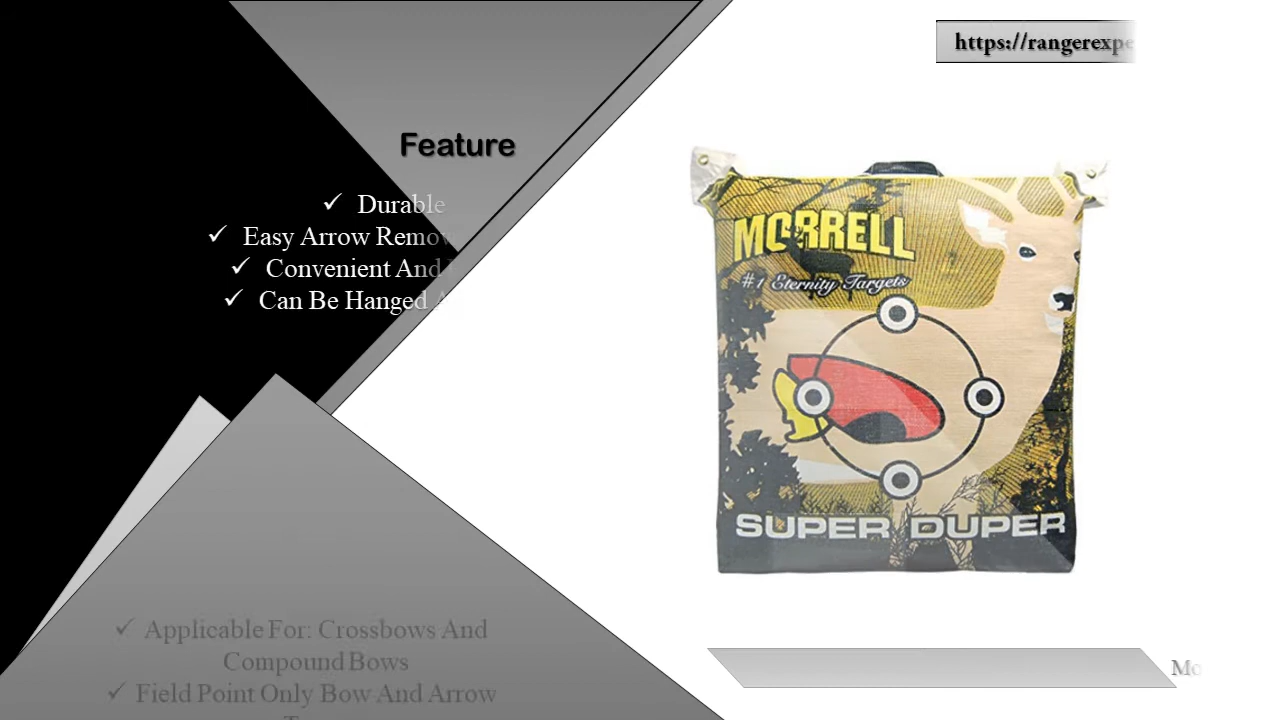 https://rangerexpe
Feature
✓ Durable
✓ Easy Arrow Remov
✓ Convenient And
✓ Can Be Hanged
MORRELL
#1 Eternity Targets
SUPER DUPER
✓ Applicable For: Crossbows And
Compound Bows
✓ Field Point Only Bow And Arrow
Mo